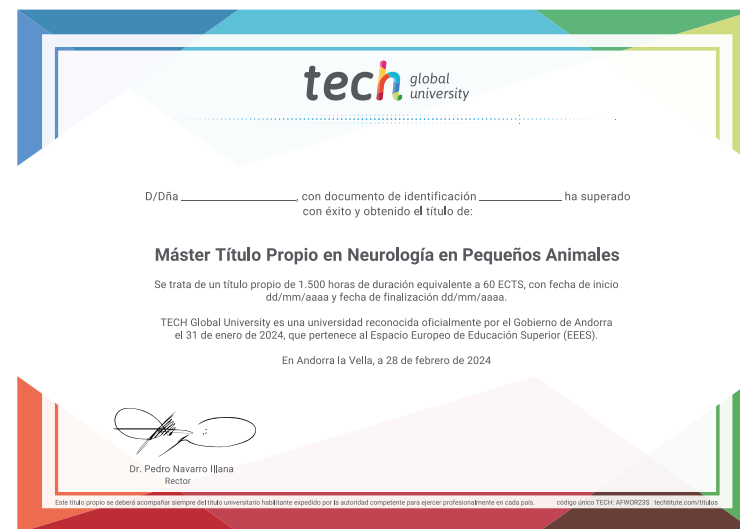 tech global university
D/Dña ____________, con documento de identificación ____________ ha superado
con éxito y obtenido el título de:
Máster Título Propio en Neurología en Pequeños Animales
Se trata de un título propio de 1.500 horas de duración equivalente a 60 ECTS, con fecha de inicio
dd/mm/aaaa y fecha de finalización dd/mm/aaaa.
TECH Global University es una universidad reconocida oficialmente por el Gobierno de Andorra
el 31 de enero de 2024, que pertenece al Espacio Europeo de Educación Superior (EEES).
En Andorra la Vella, a 28 de febrero de 2024
Dr. Pedro Navarro Illana
Rector
Este título propio se deberá acompañar siempre del título universitario habilitante expedido por la autoridad competente para ejercer profesionalmente en cada país. código único TECH: AFWOR23S techtitute.com/titulos